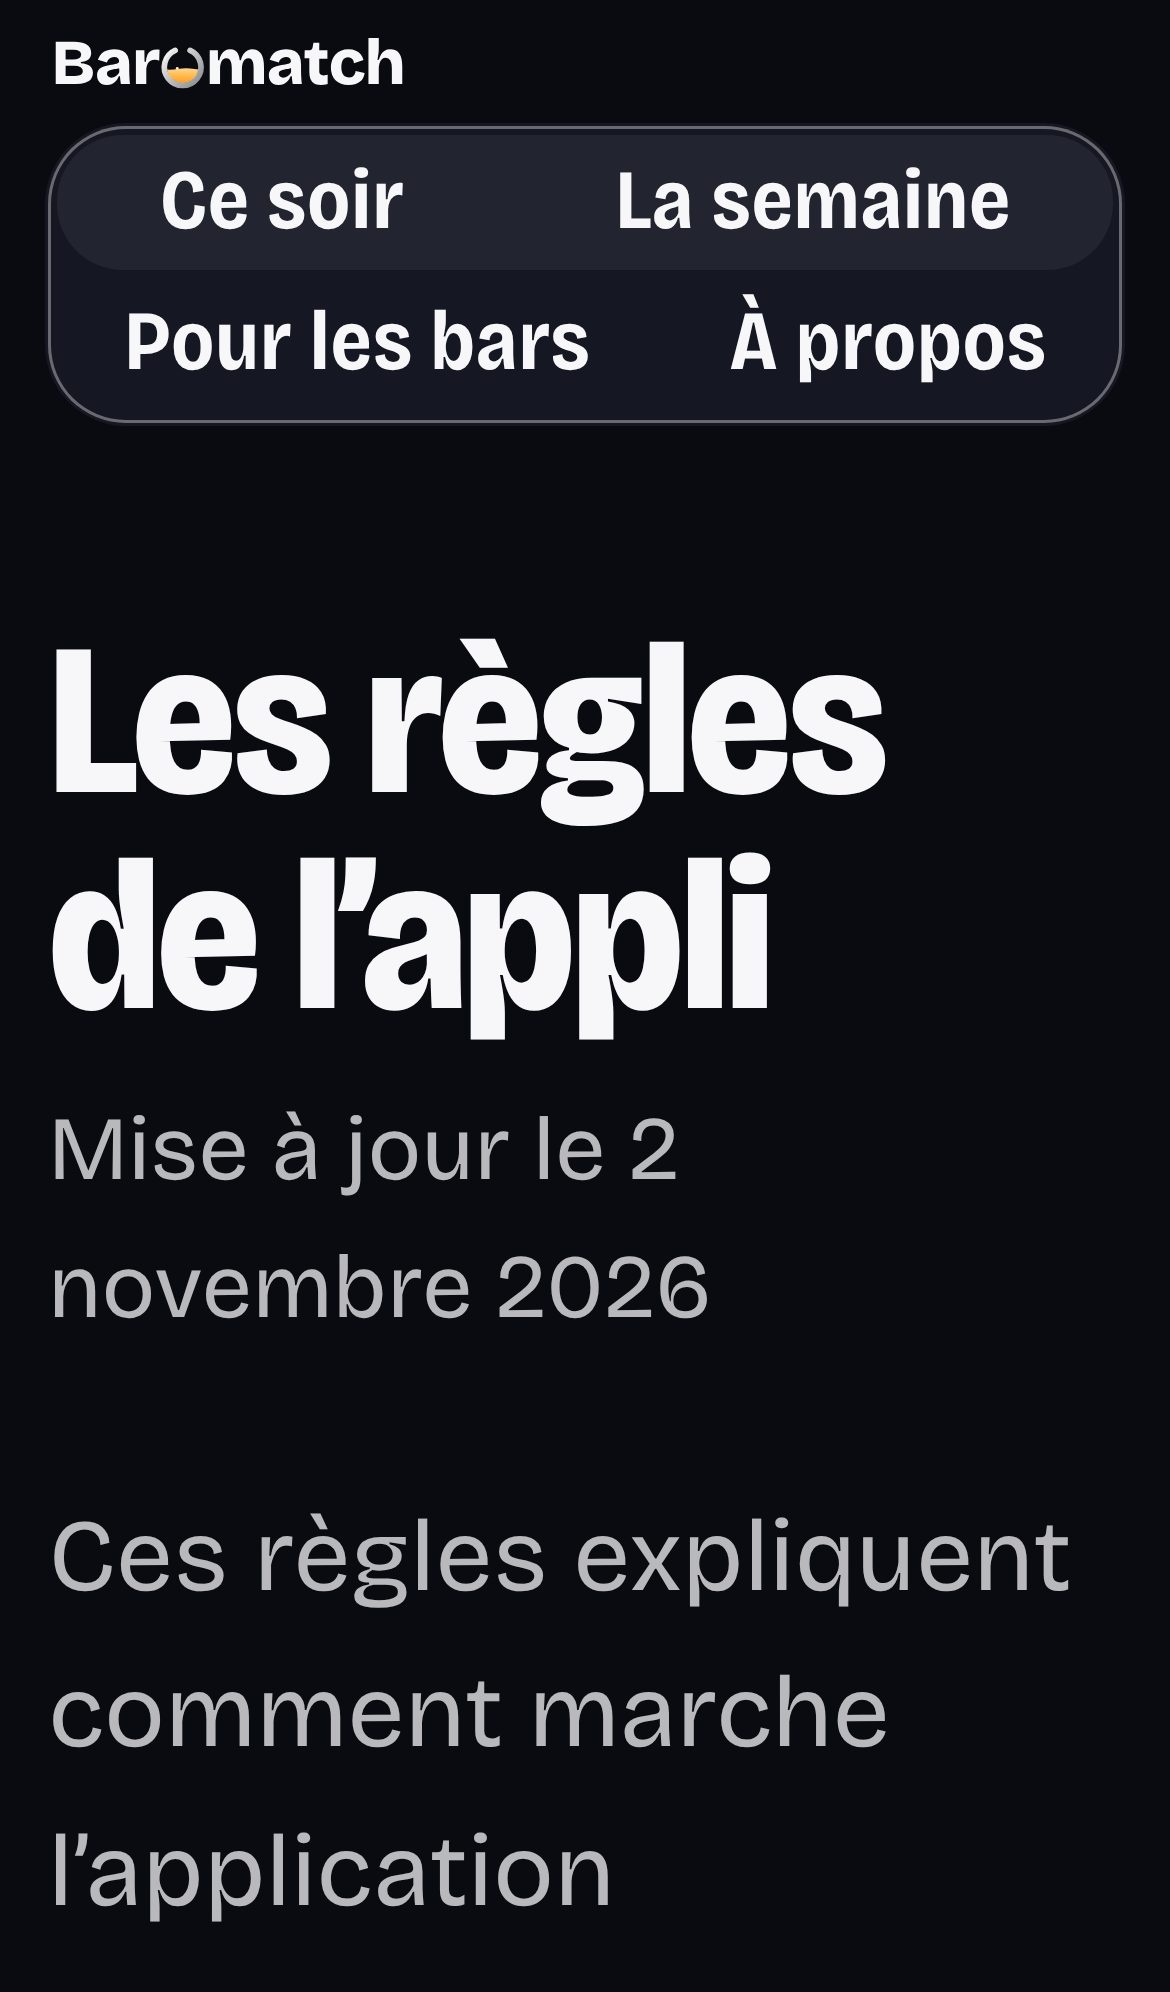 Baromatch
Ce soir La semaine
Pour les bars À propos
Les règles
de l’appli
Mise à jour le 2
novembre 2026
Ces règles expliquent
comment marche
l’application